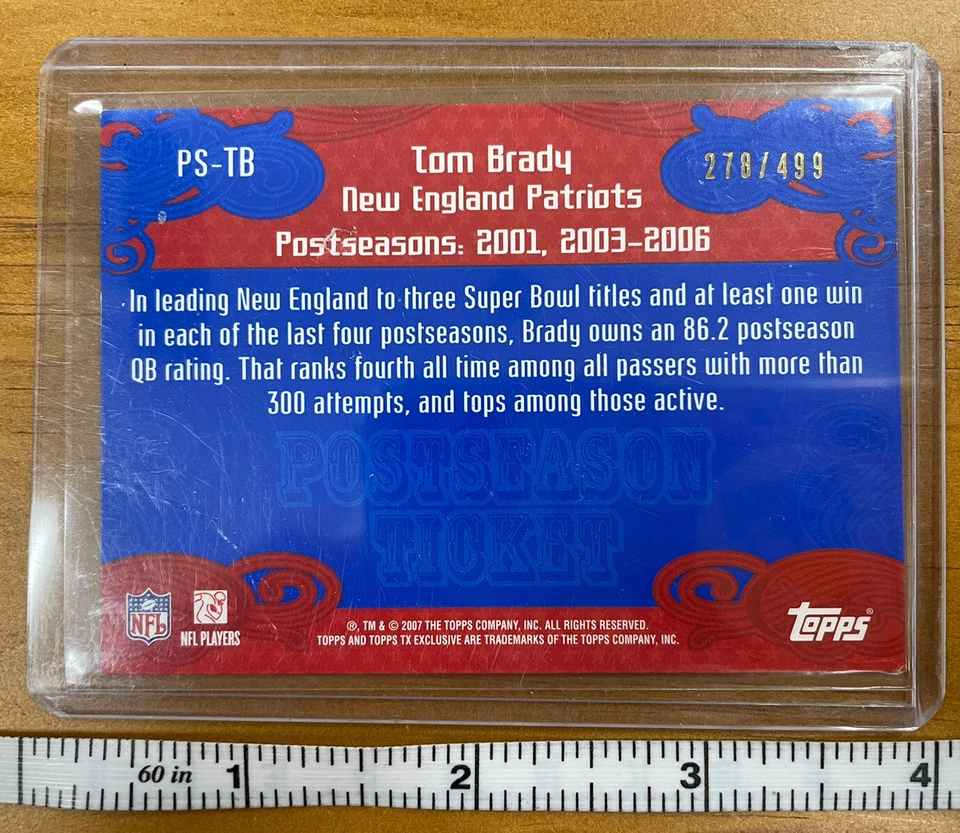 PS-TB
Tom Brady
278/499
New England Patriots
Postseasons: 2001, 2003-2006
In leading New England to three Super Bowl titles and at least one win
in each of the last four postseasons, Brady owns an 86.2 postseason
QB rating. That ranks fourth all time among all passers with more than
300 attempts, and tops among those active.
POSTSEASON
TICKET
NFL
NFL PLAYERS
®, TM & © 2007 THE TOPPS COMPANY, INC. ALL RIGHTS RESERVED.
TOPPS AND TOPPS TX EXCLUSIVE ARE TRADEMARKS OF THE TOPPS COMPANY, INC.
Topps®
60 in 1 2 3 4